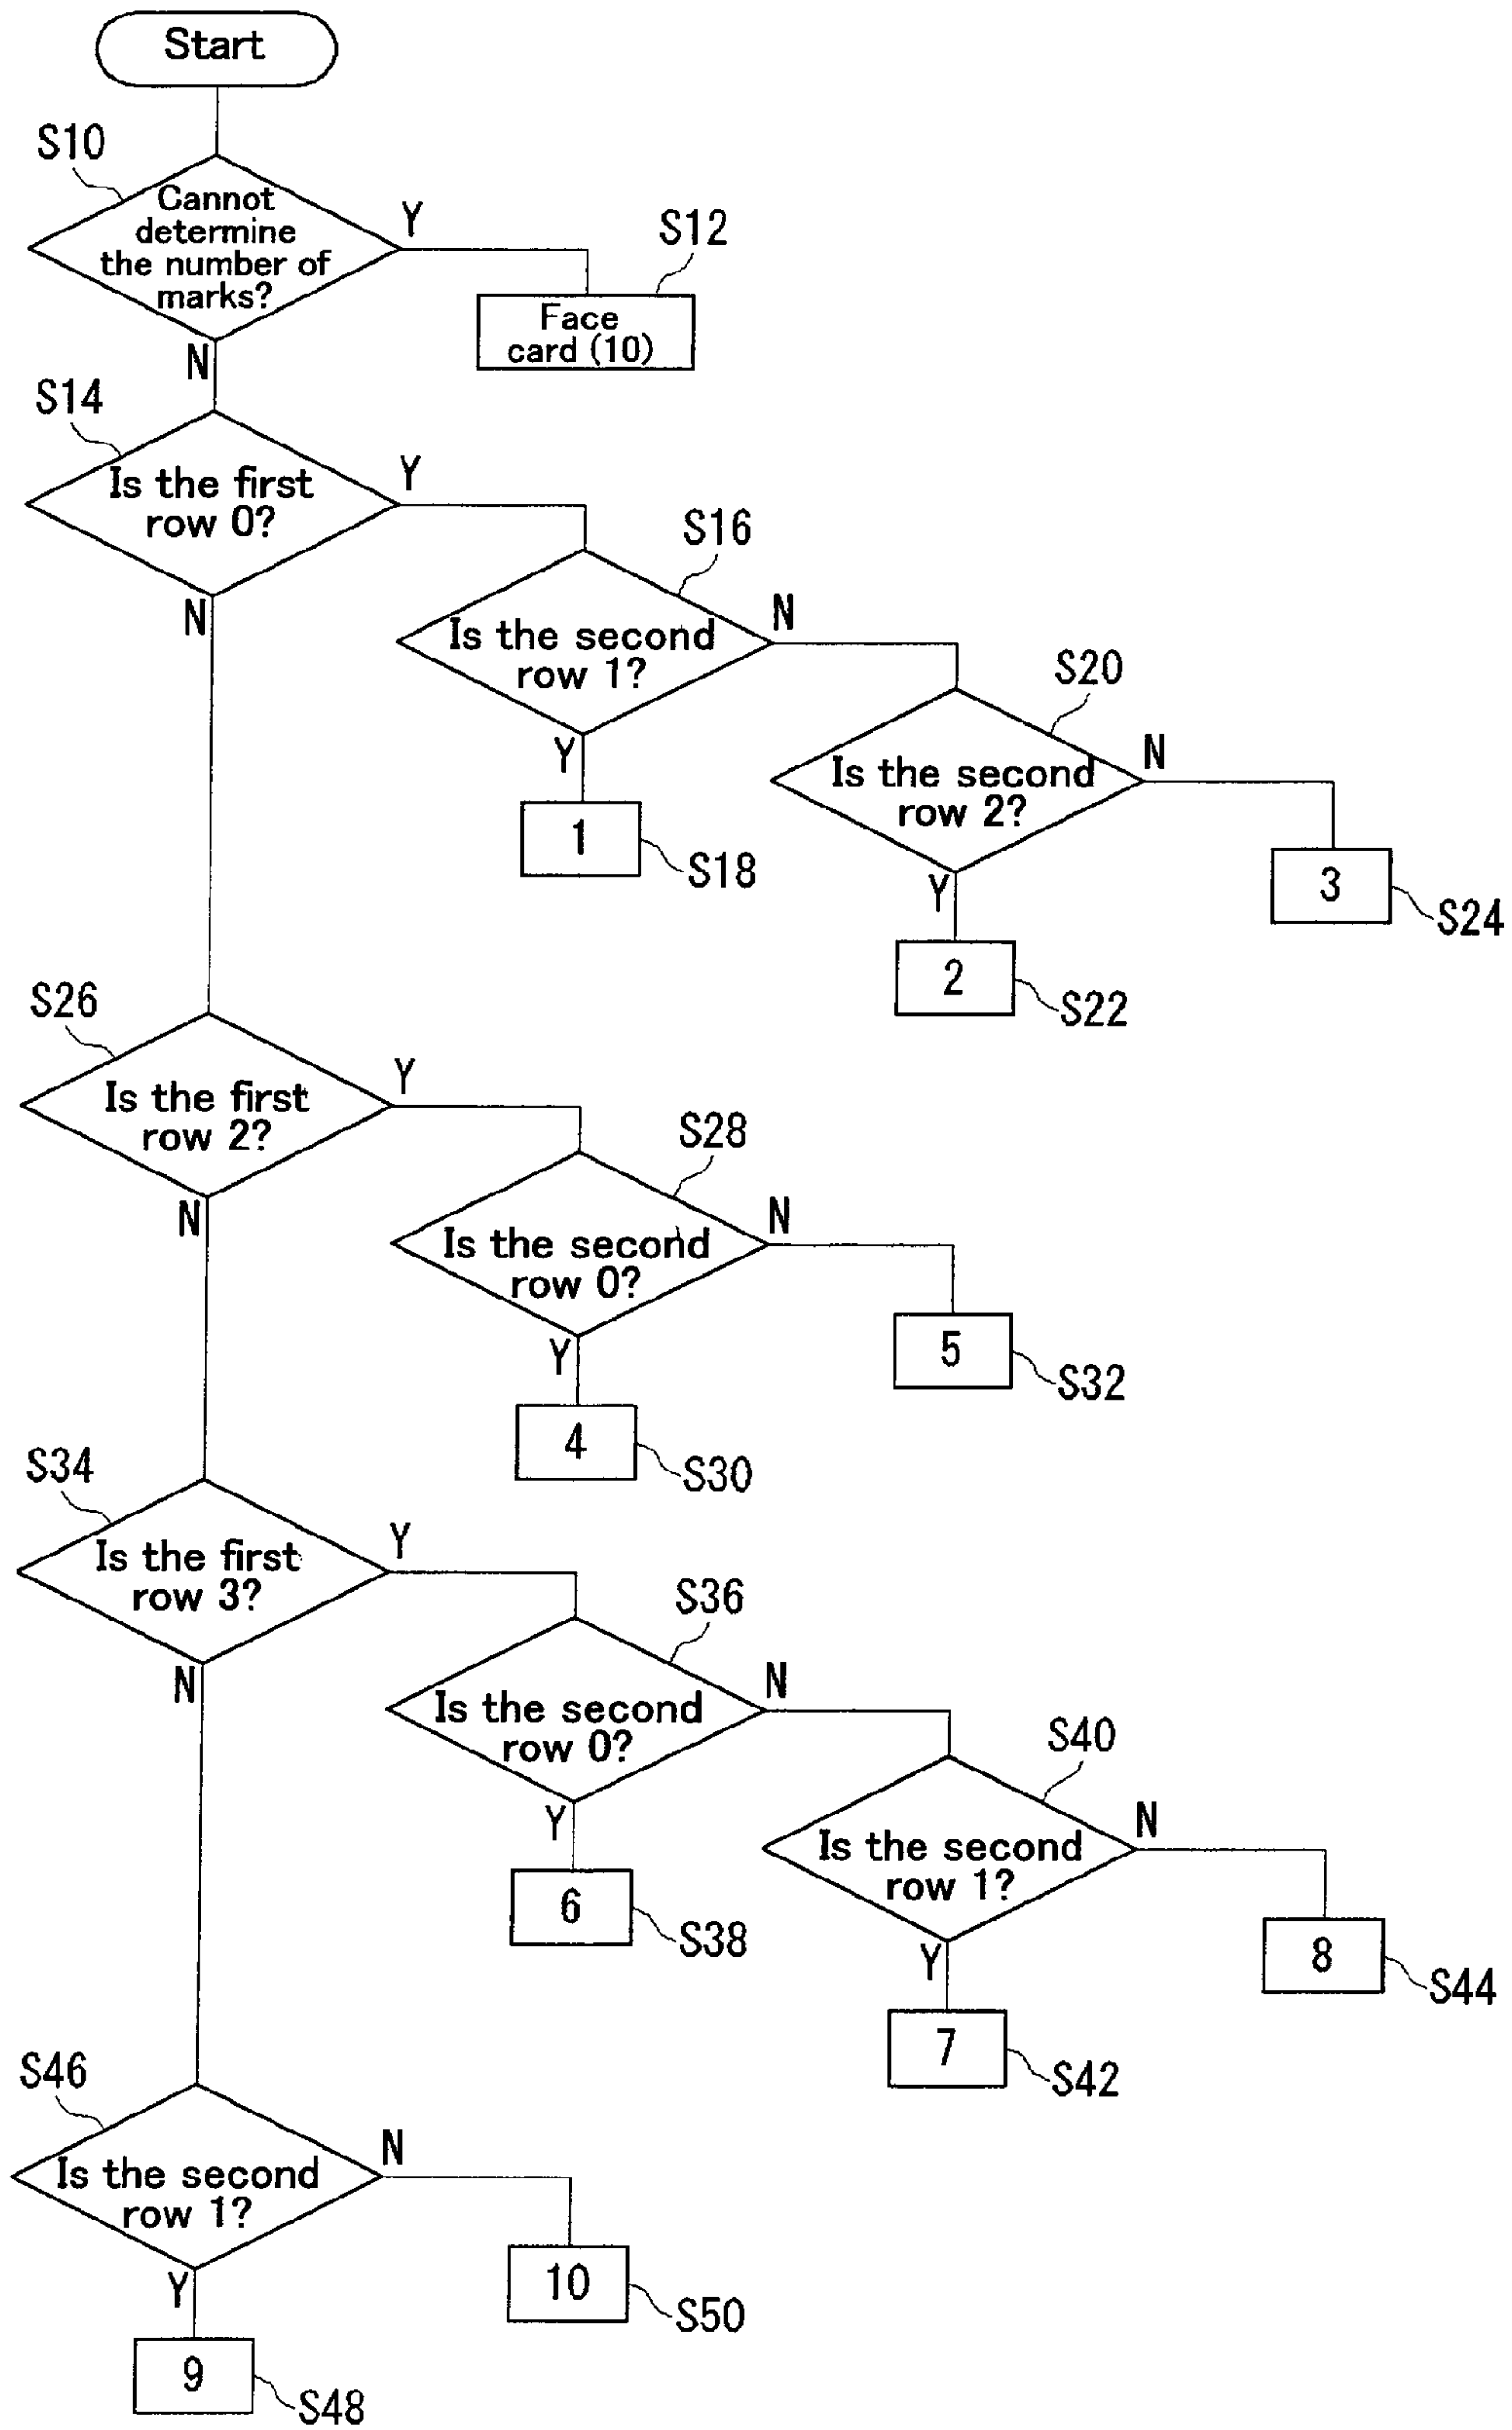 Start
S10
Cannot
determine
the number of
marks?
Y
S12
Face
card (10)
N
S14
Is the first
row 0?
Y
S16
N
Is the second
row 1?
N
S20
Y
Is the second
row 2?
N
1
S18
3
Y
S24
2
S22
S26
Is the first
row 2?
Y
S28
N
Is the second
row 0?
N
5
Y
S32
4
S30
S34
Is the first
row 3?
Y
S36
N
Is the second
row 0?
N
S40
Y
Is the second
row 1?
N
6
S38
8
Y
S44
7
S42
S46
Is the second
row 1?
N
10
Y
S50
9
S48